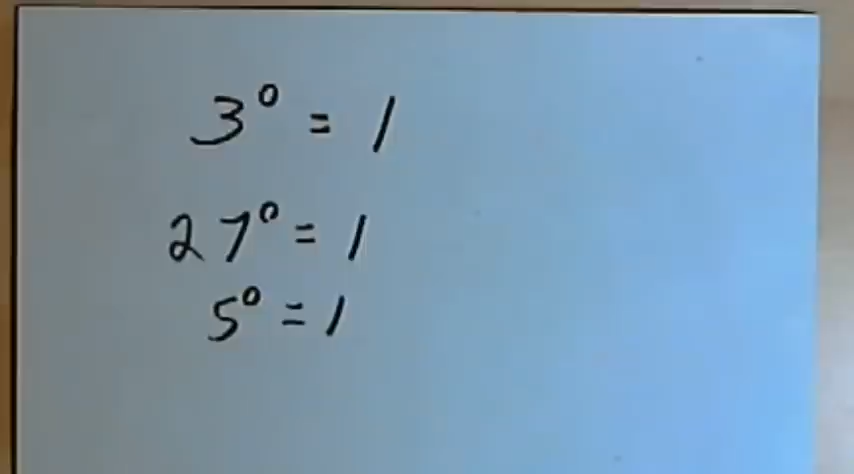 3⁰ = 1
27⁰ = 1
5⁰ = 1